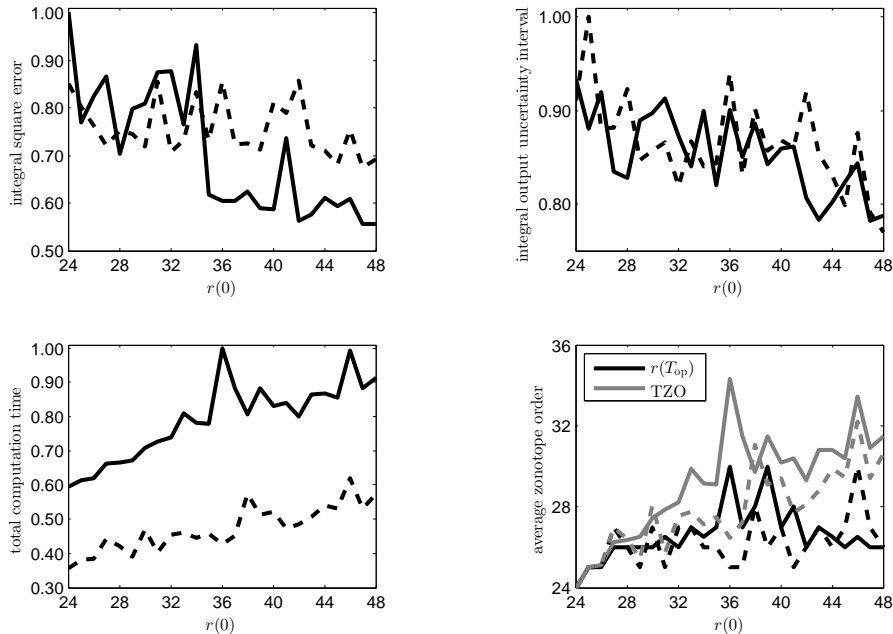 integral square error
1.00
0.90
0.80
0.70
0.60
0.50
24 28 32 36 40 44 48
r(0)
integral output uncertainty interval
1.00
0.90
0.80
24 28 32 36 40 44 48
r(0)
total computation time
1.00
0.90
0.80
0.70
0.60
0.50
0.40
0.30
24 28 32 36 40 44 48
r(0)
average zonotope order
36
32
28
24
r(T_op)
TZO
24 28 32 36 40 44 48
r(0)